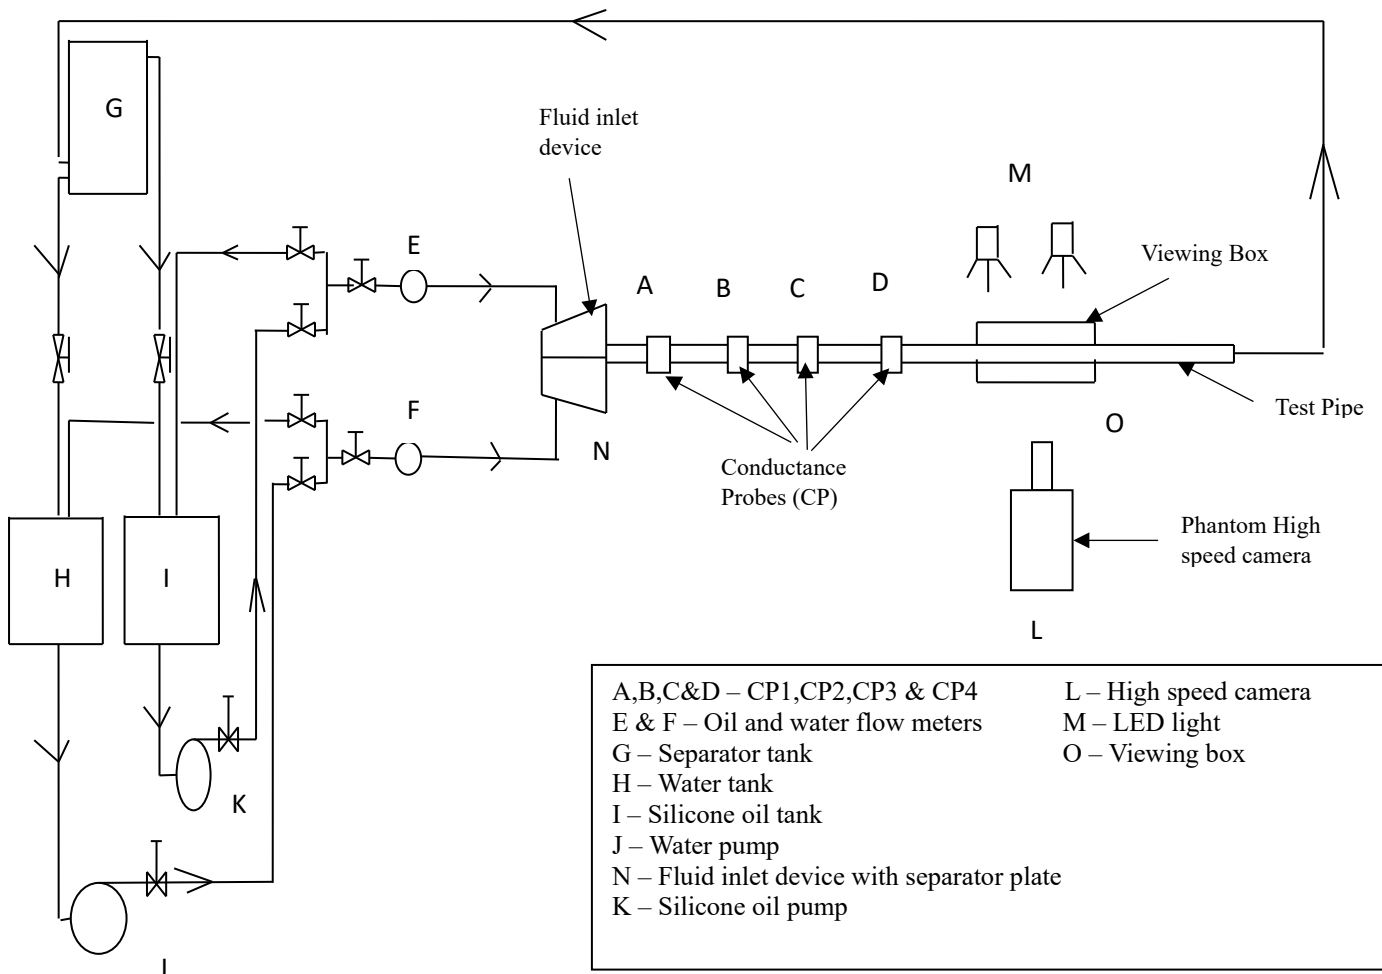 G
Fluid inlet
device
M
E
Viewing Box
A
B
C
D
F
Test Pipe
O
N
Conductance
Probes (CP)
Phantom High
speed camera
H
I
L
K
J
A,B,C&D – CP1,CP2,CP3 & CP4
E & F – Oil and water flow meters
G – Separator tank
H – Water tank
I – Silicone oil tank
J – Water pump
N – Fluid inlet device with separator plate
K – Silicone oil pump
L – High speed camera
M – LED light
O – Viewing box